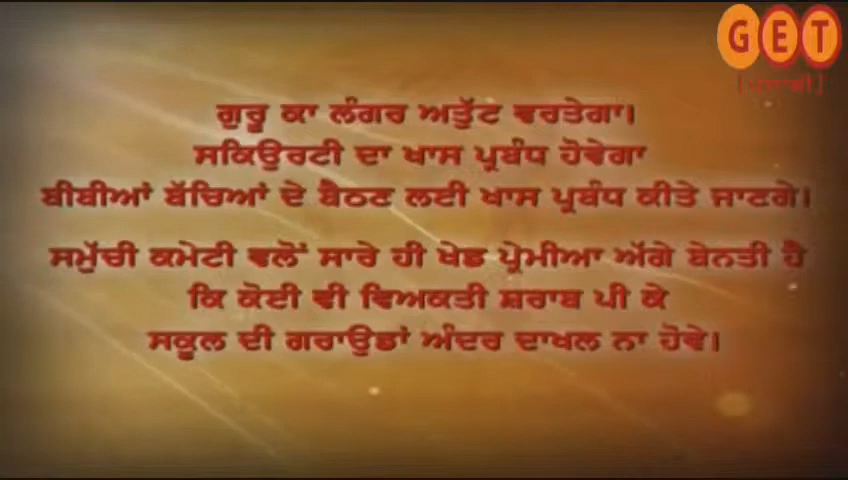 GET
[ਪੰਜਾਬੀ]
ਗੁਰੂ ਕਾ ਲੰਗਰ ਅਤੁੱਟ ਵਰਤੇਗਾ।
ਸਕਿਉਰਟੀ ਦਾ ਖਾਸ ਪ੍ਰਬੰਧ ਹੋਵੇਗਾ
ਬੀਬੀਆਂ ਬੱਚਿਆਂ ਦੇ ਬੈਠਣ ਲਈ ਖਾਸ ਪ੍ਰਬੰਧ ਕੀਤੇ ਜਾਣਗੇ।
ਸਮੁੱਚੀ ਕਮੇਟੀ ਵਲੋਂ ਸਾਰੇ ਹੀ ਖੇਡ ਪ੍ਰੇਮੀਆ ਅੱਗੇ ਬੇਨਤੀ ਹੈ
ਕਿ ਕੋਈ ਵੀ ਵਿਅਕਤੀ ਸ਼ਰਾਬ ਪੀ ਕੇ
ਸਕੂਲ ਦੀ ਗਰਾਉਡਾਂ ਅੰਦਰ ਦਾਖਲ ਨਾ ਹੋਵੇ।